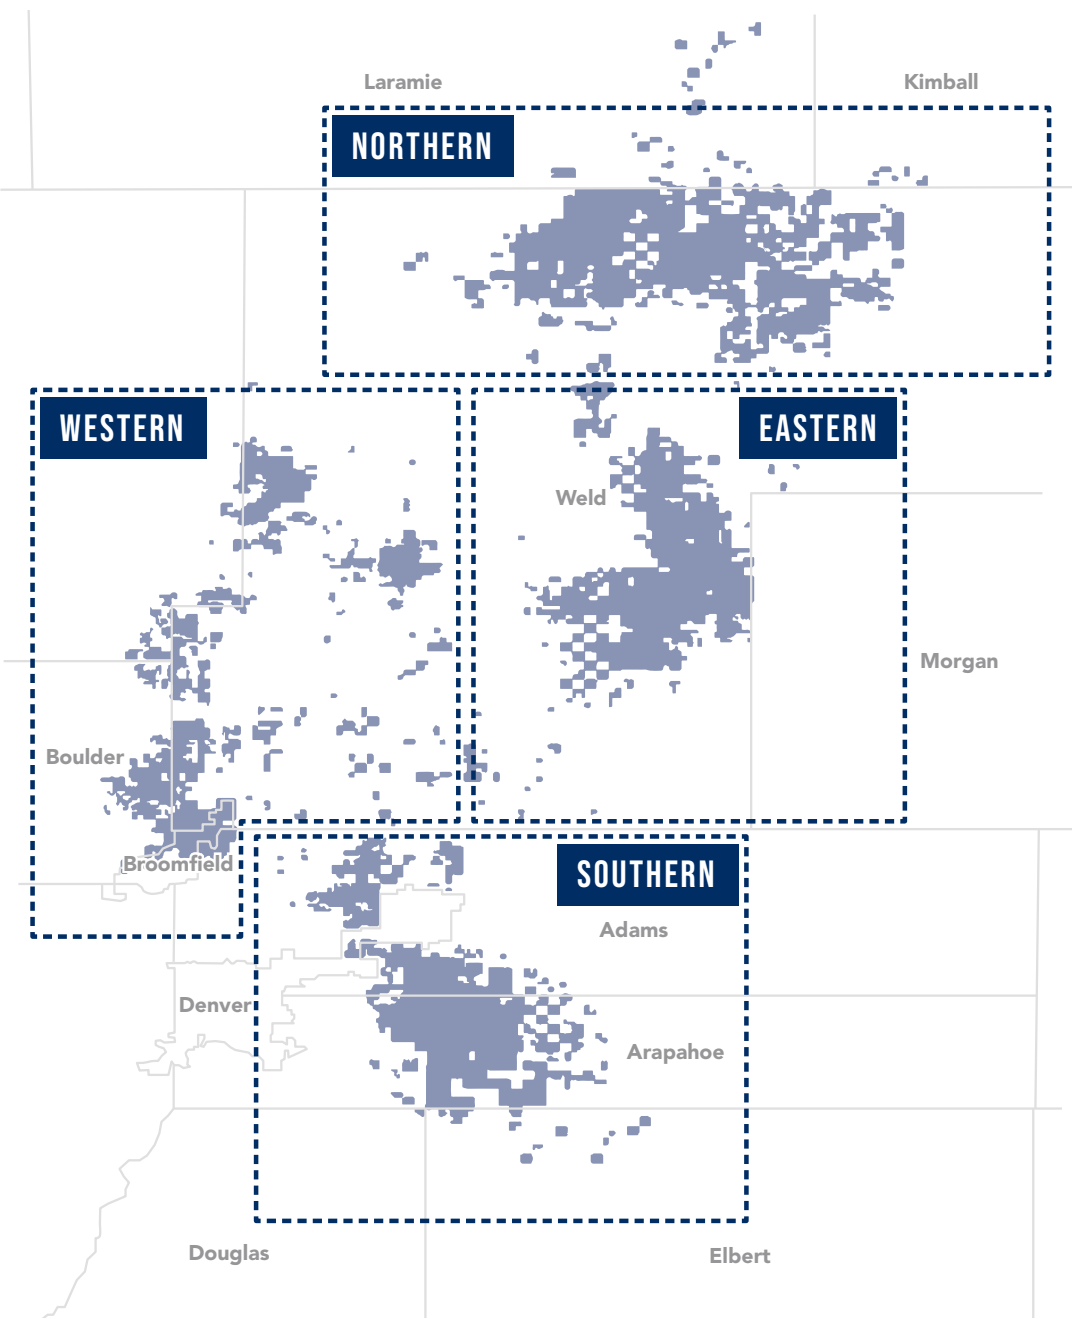 Laramie
Kimball
NORTHERN
WESTERN
EASTERN
Weld
Morgan
Boulder
Broomfield
SOUTHERN
Adams
Denver
Arapahoe
Douglas
Elbert